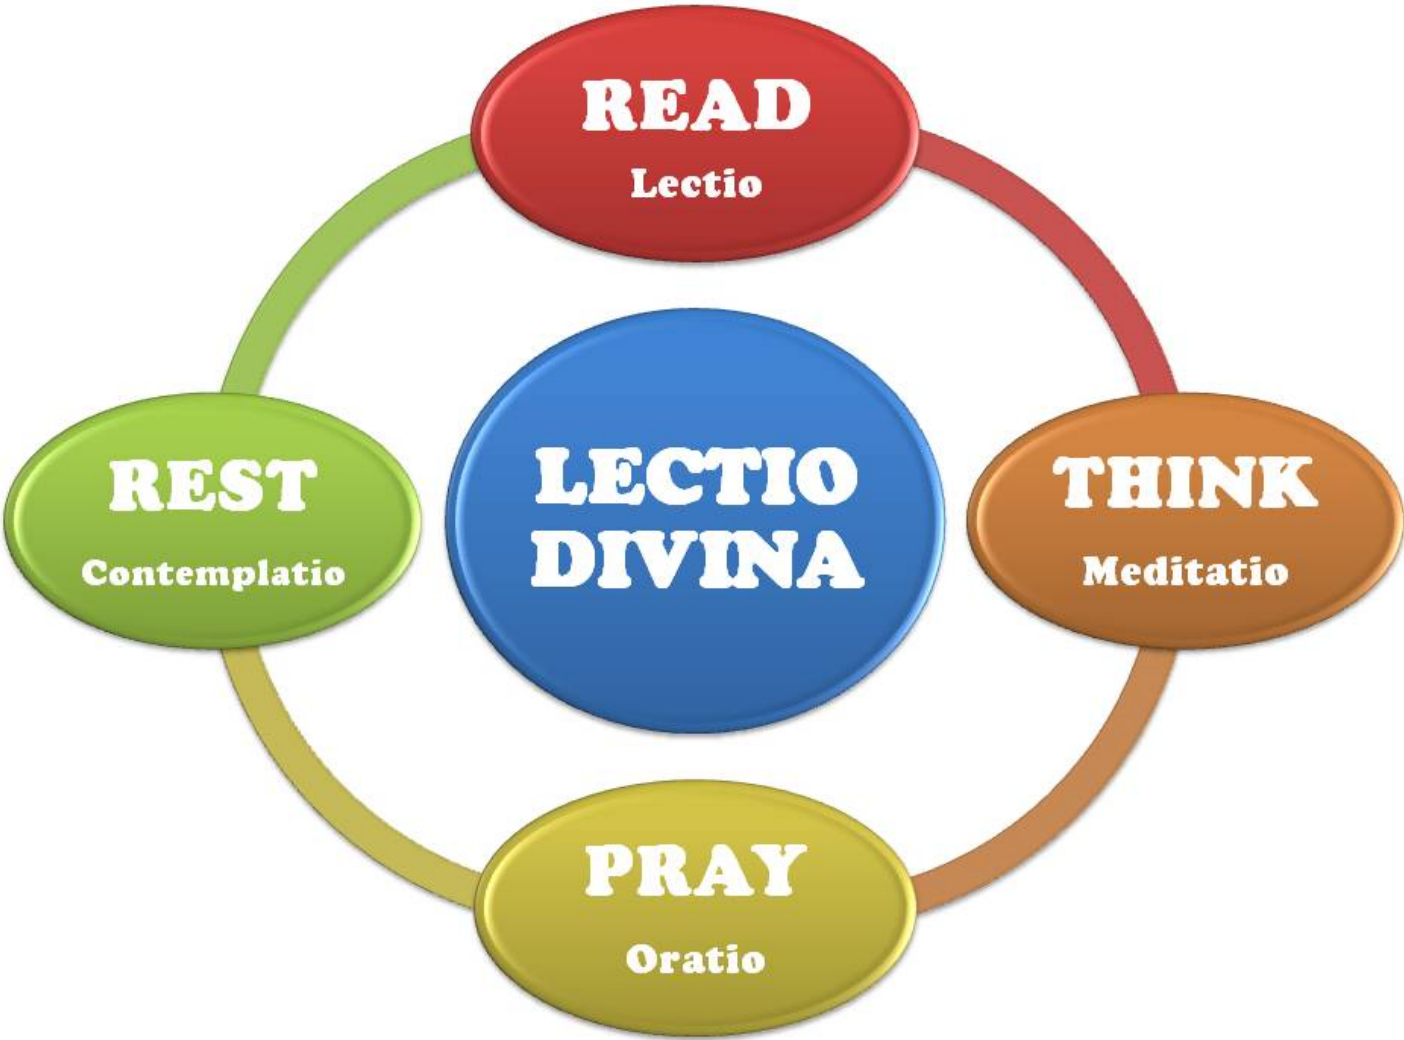 READ
Lectio
REST
Contemplatio
LECTIO
DIVINA
THINK
Meditatio
PRAY
Oratio